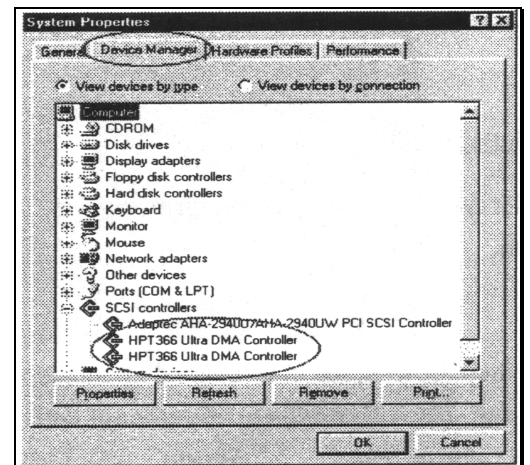 System Properties
General Device Manager Hardware Profiles Performance
View devices by type View devices by connection
Computer
CDROM
Disk drives
Display adapters
Floppy disk controllers
Hard disk controllers
Keyboard
Monitor
Mouse
Network adapters
Other devices
Ports (COM & LPT)
SCSI controllers
Adaptec AHA-2940U/AHA-2940UW PCI SCSI Controller
HPT366 Ultra DMA Controller
HPT366 Ultra DMA Controller
Properties Refresh Remove Print...
OK Cancel